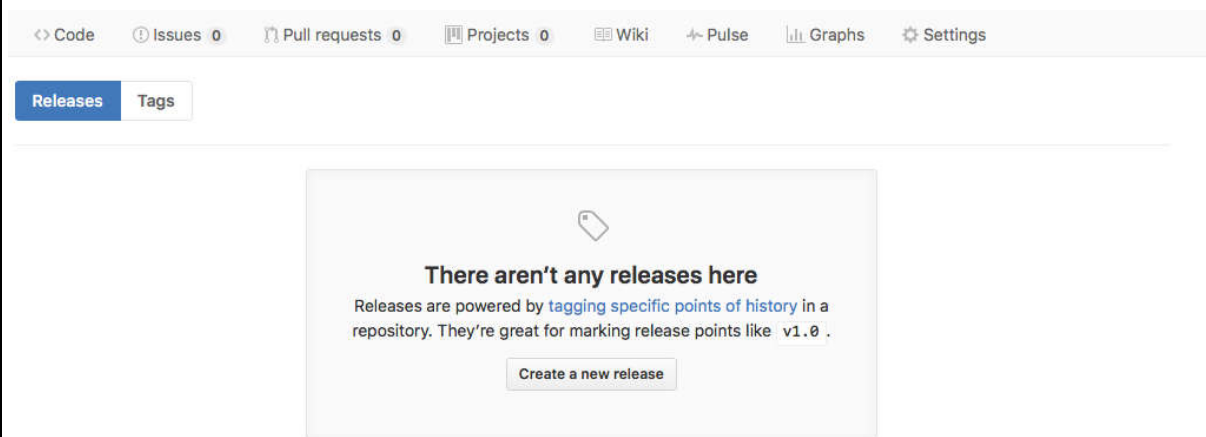 Code Issues 0 Pull requests 0 Projects 0 Wiki Pulse Graphs Settings
Releases Tags
There aren't any releases here
Releases are powered by tagging specific points of history in a
repository. They're great for marking release points like v1.0.
Create a new release